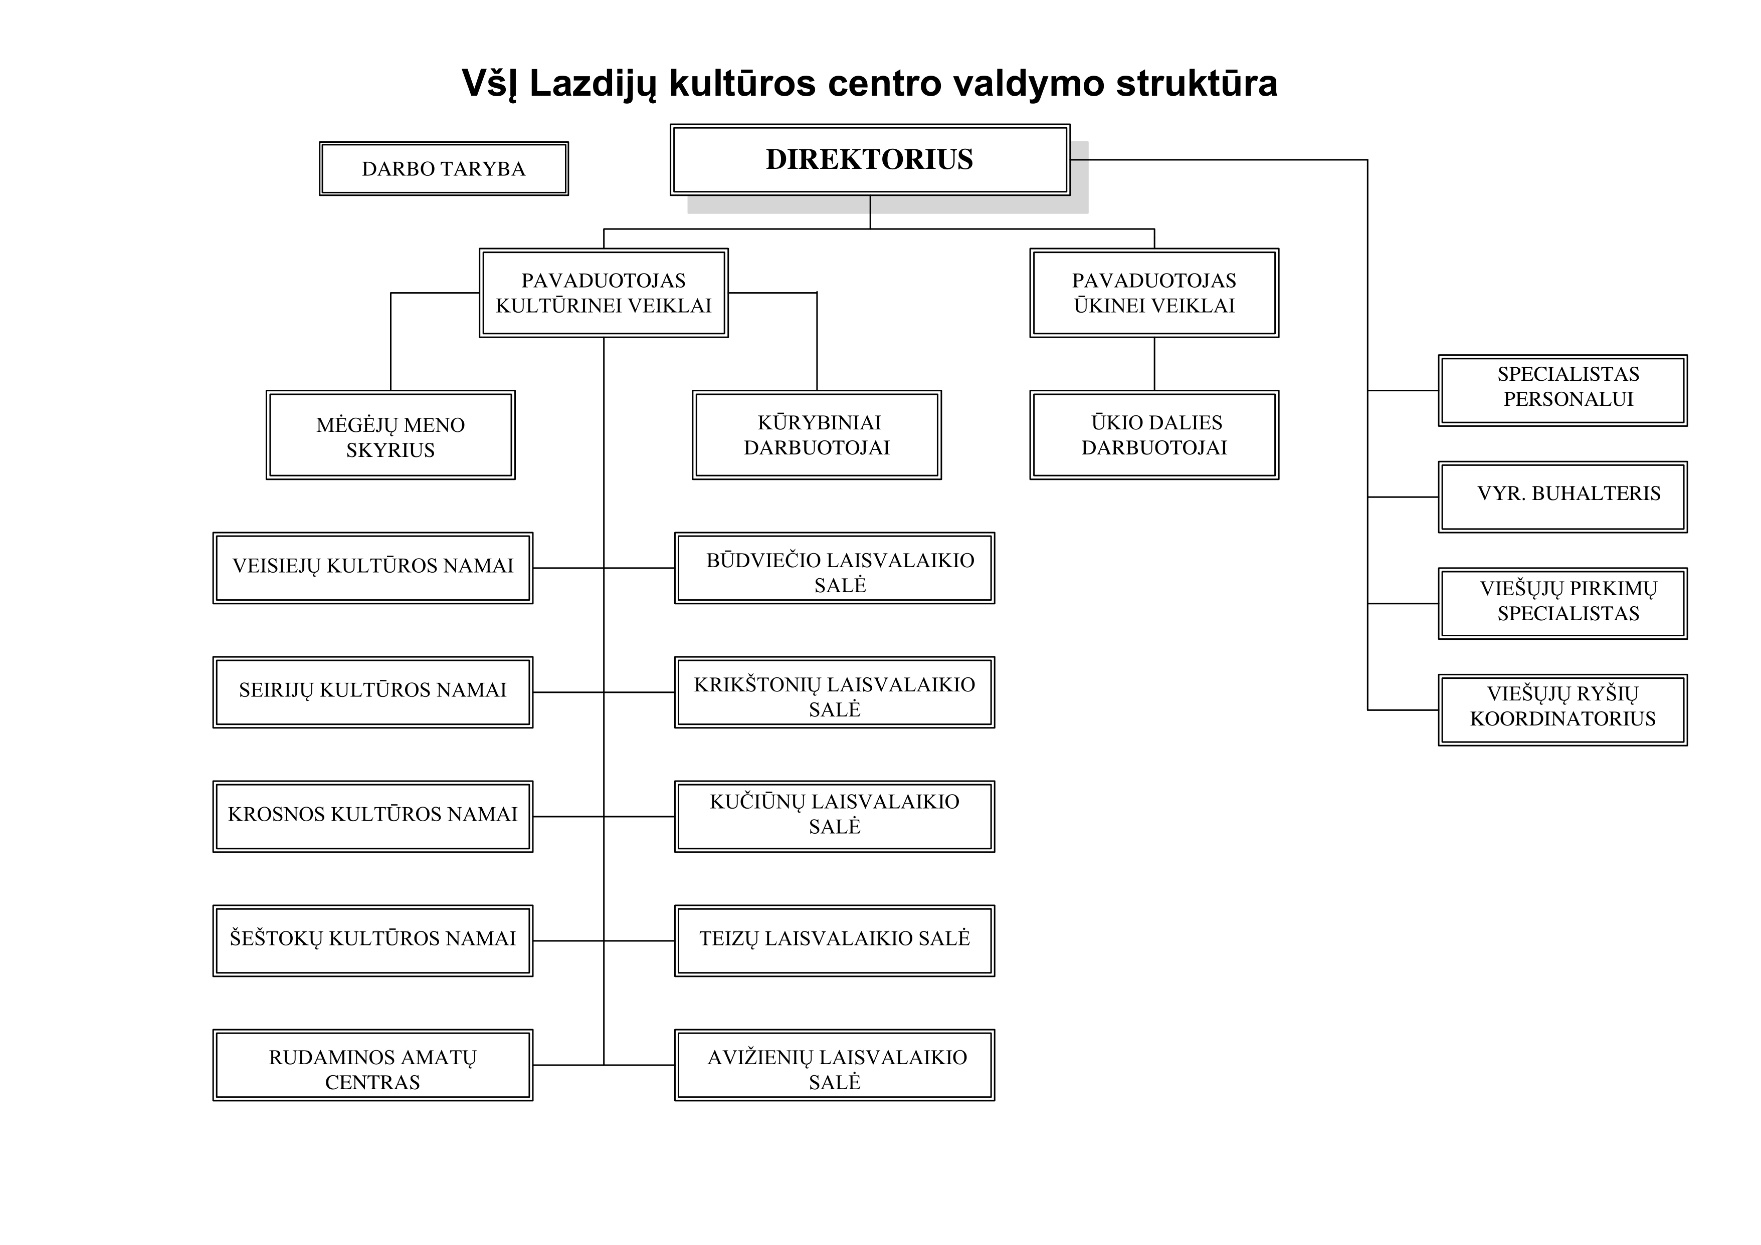 VšĮ Lazdijų kultūros centro valdymo struktūra
DARBO TARYBA
DIREKTORIUS
PAVADUOTOJAS
KULTŪRINEI VEIKLAI
PAVADUOTOJAS
ŪKINEI VEIKLAI
SPECIALISTAS
PERSONALUI
MĖGĖJŲ MENO
SKYRIUS
KŪRYBINIAI
DARBUOTOJAI
ŪKIO DALIES
DARBUOTOJAI
VYR. BUHALTERIS
VEISIEJŲ KULTŪROS NAMAI
BŪDVIEČIO LAISVALAIKIO
SALĖ
VIEŠŲJŲ PIRKIMŲ
SPECIALISTAS
SEIRIJŲ KULTŪROS NAMAI
KRIKŠTONIŲ LAISVALAIKIO
SALĖ
VIEŠŲJŲ RYŠIŲ
KOORDINATORIUS
KROSNOS KULTŪROS NAMAI
KUČIŪNŲ LAISVALAIKIO
SALĖ
ŠEŠTOKŲ KULTŪROS NAMAI
TEIZŲ LAISVALAIKIO SALĖ
RUDAMINOS AMATŲ
CENTRAS
AVIŽIENIŲ LAISVALAIKIO
SALĖ